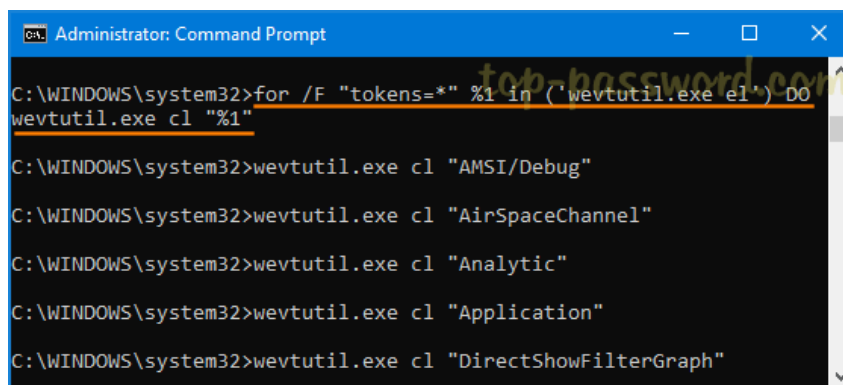 Administrator: Command Prompt
top-password.com
C:\WINDOWS\system32>for /F "tokens=*" %1 in ('wevtutil.exe el') DO
wevtutil.exe cl "%1"
C:\WINDOWS\system32>wevtutil.exe cl "AMSI/Debug"
C:\WINDOWS\system32>wevtutil.exe cl "AirSpaceChannel"
C:\WINDOWS\system32>wevtutil.exe cl "Analytic"
C:\WINDOWS\system32>wevtutil.exe cl "Application"
C:\WINDOWS\system32>wevtutil.exe cl "DirectShowFilterGraph"